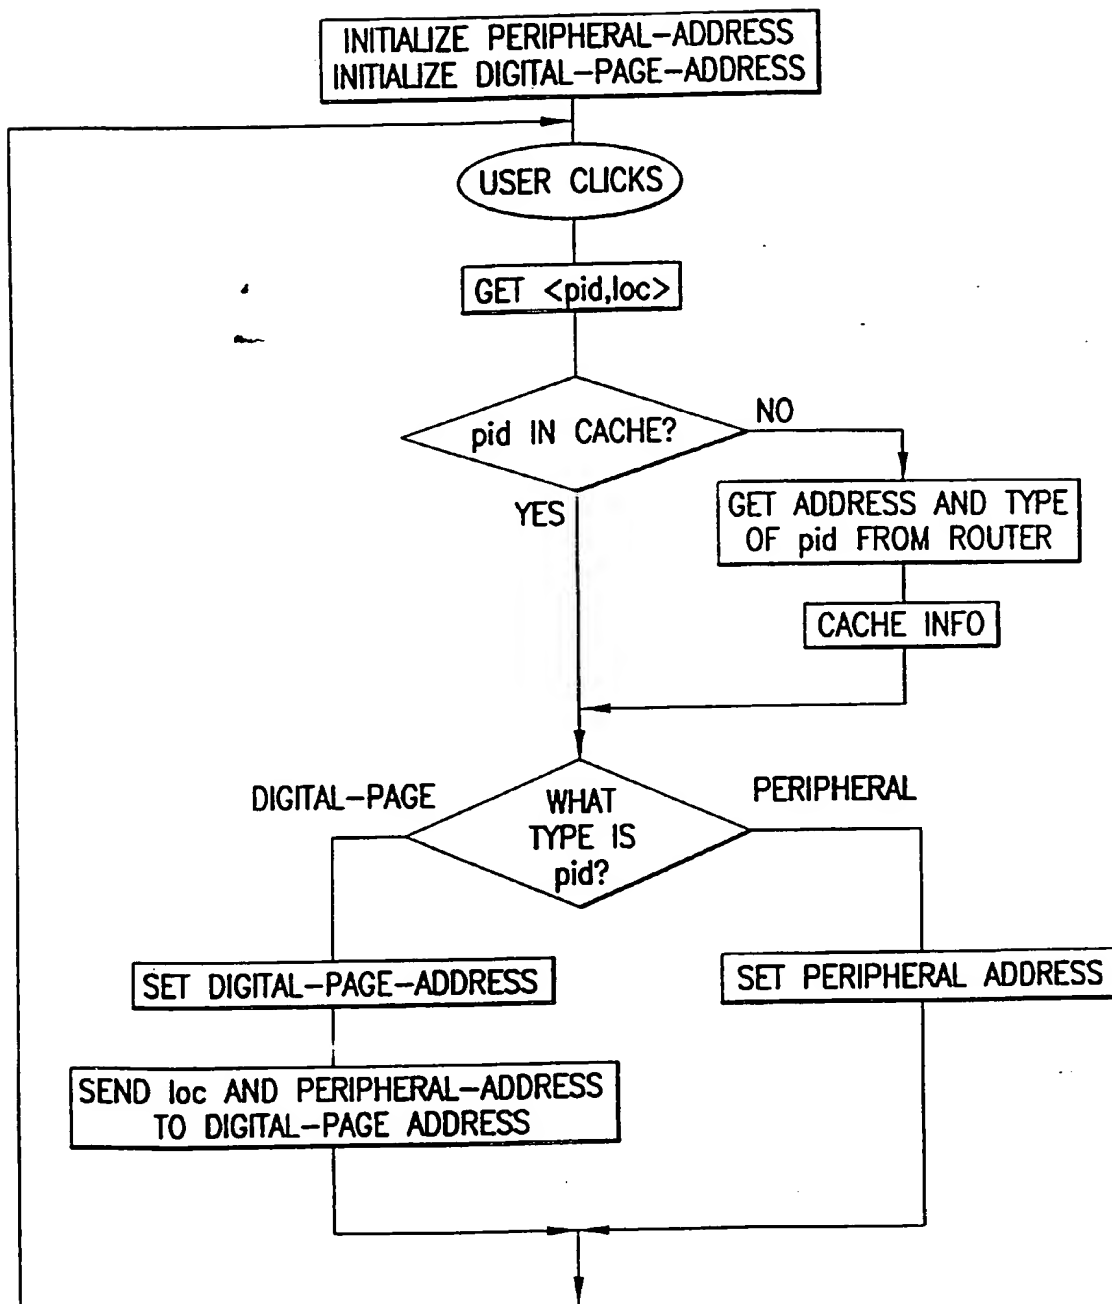 INITIALIZE PERIPHERAL-ADDRESS
INITIALIZE DIGITAL-PAGE-ADDRESS
USER CLICKS
GET <pid,loc>
pid IN CACHE?
NO
YES
GET ADDRESS AND TYPE
OF pid FROM ROUTER
CACHE INFO
DIGITAL-PAGE
WHAT
TYPE IS
pid?
PERIPHERAL
SET DIGITAL-PAGE-ADDRESS
SET PERIPHERAL ADDRESS
SEND loc AND PERIPHERAL-ADDRESS
TO DIGITAL-PAGE ADDRESS